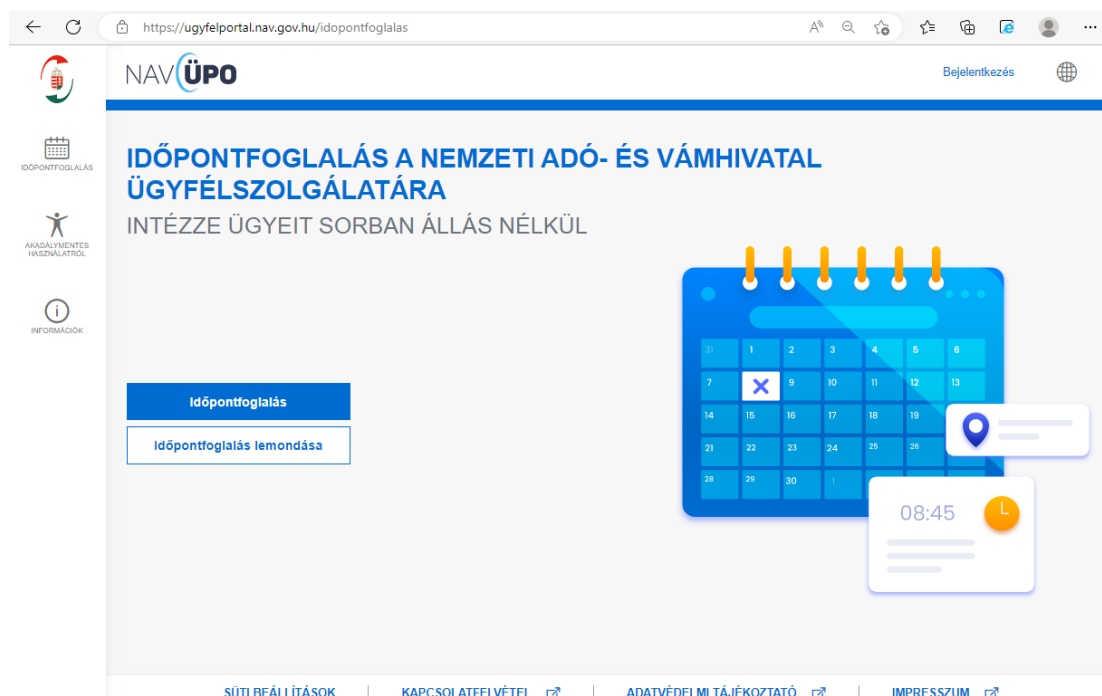 https://ugyfelportal.nav.gov.hu/idopontfoglalas
NAV ÜPO
Bejelentkezés
IDŐPONTFOGLALÁS
AKADÁLYMENTES
HASZNÁLATRÓL
INFORMÁCIÓK
IDŐPONTFOGLALÁS A NEMZETI ADÓ- ÉS VÁMHIVATAL
ÜGYFÉLSZOLGÁLATÁRA
INTÉZZE ÜGYEIT SORBAN ÁLLÁS NÉLKÜL
Időpontfoglalás
Időpontfoglalás lemondása
31 1 2 3 4 5 6
7 9 10 11 12 13
14 15 16 17 18 19
21 22 23 24 25 26
28 29 30 1
08:45
SÜTI BEÁLLÍTÁSOK
KAPCSOLATFELVÉTEL
ADATVÉDELMI TÁJÉKOZTATÓ
IMPRESSZUM